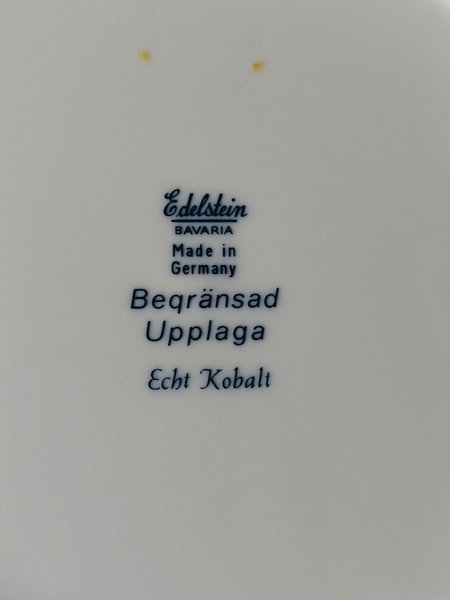 Edelstein
BAVARIA
Made in
Germany
Beqränsad
Upplaga
Echt Kobalt